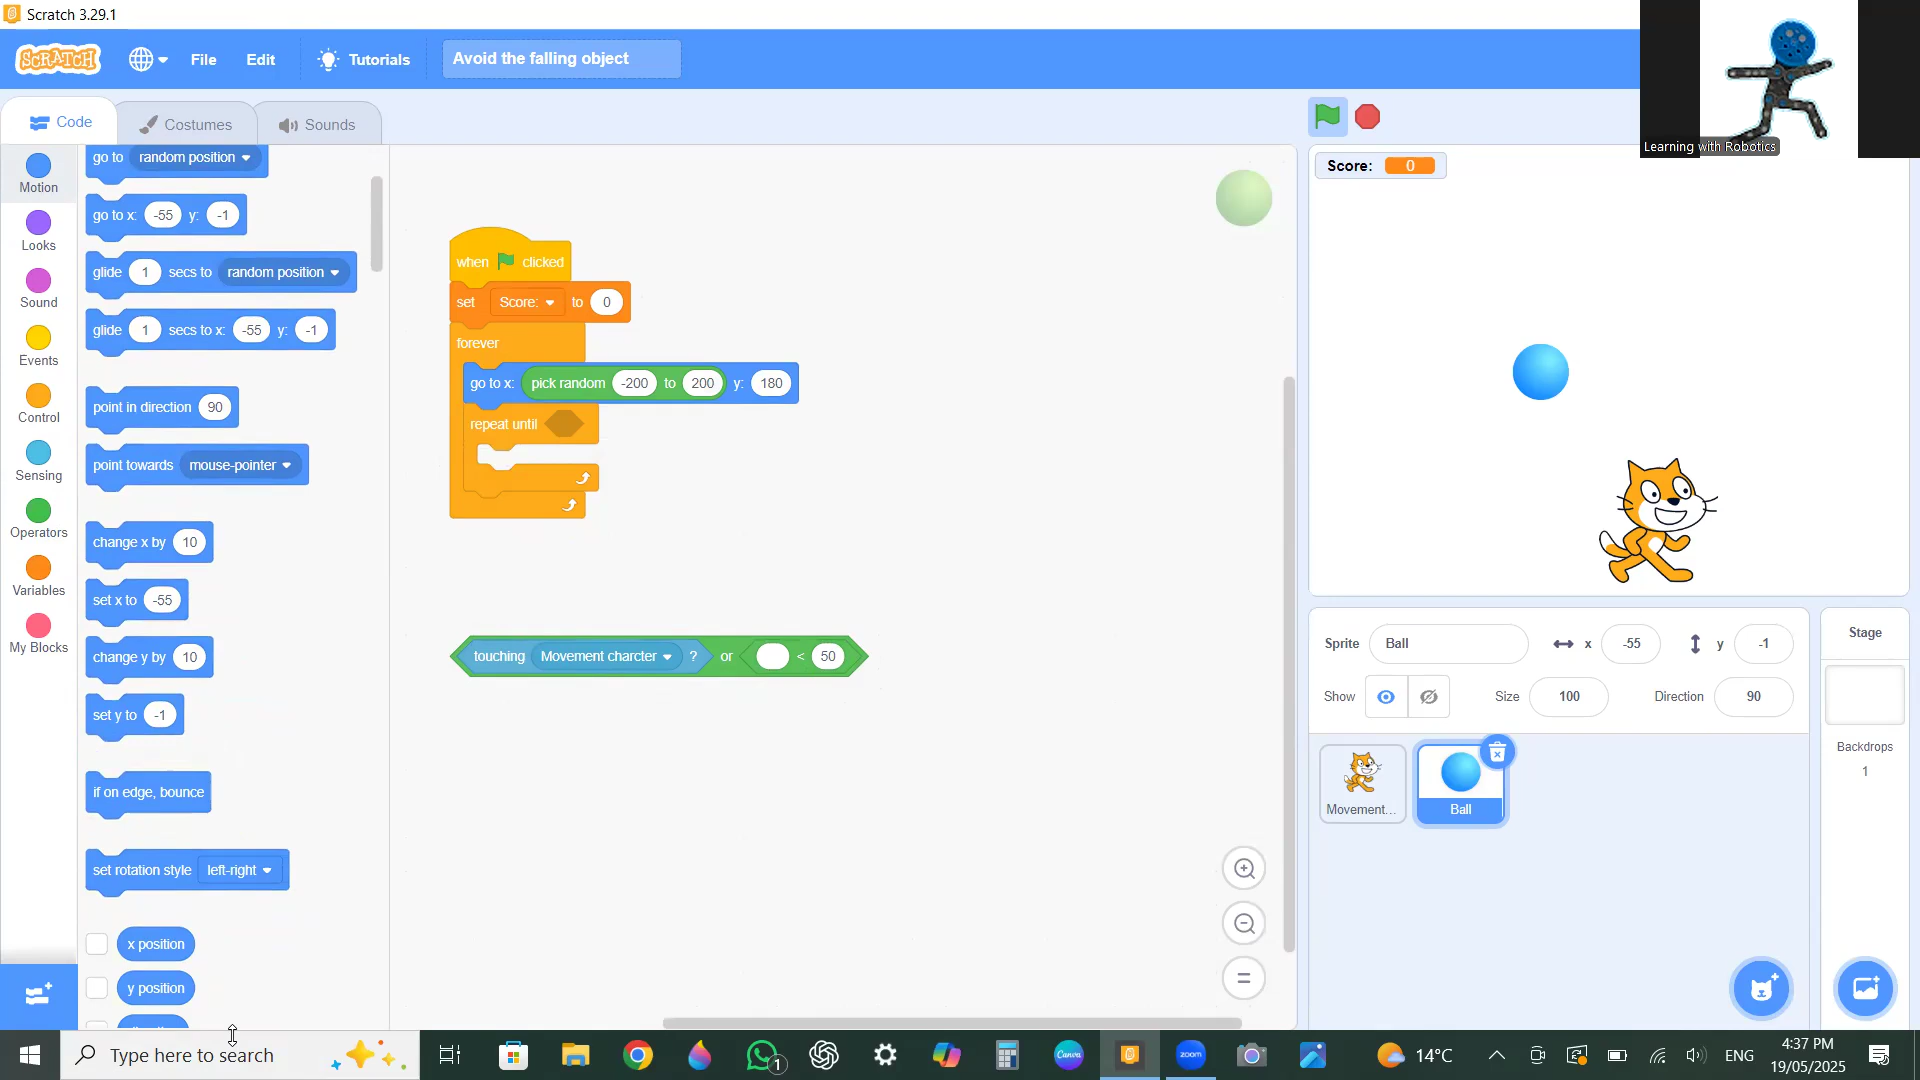 Scratch 3.29.1
SCRATCH File Edit Tutorials Avoid the falling object
Learning with Robotics
Code Costumes Sounds
Motion
Looks
Sound
Events
Control
Sensing
Operators
Variables
My Blocks
go to random position
go to x: -55 y: -1
glide 1 secs to random position
glide 1 secs to x: -55 y: -1
point in direction 90
point towards mouse-pointer
change x by 10
set x to -55
change y by 10
set y to -1
if on edge, bounce
set rotation style left-right
x position
y position
when clicked
set Score: to 0
forever
go to x: pick random -200 to 200 y: 180
repeat until
touching Movement charcter ? or < 50
Score: 0
Sprite Ball x -55 y -1
Show Size 100 Direction 90
Movement...
Ball
Stage
Backdrops
1
Type here to search
1
zoom
Canva
14°C
ENG
4:37 PM
19/05/2025